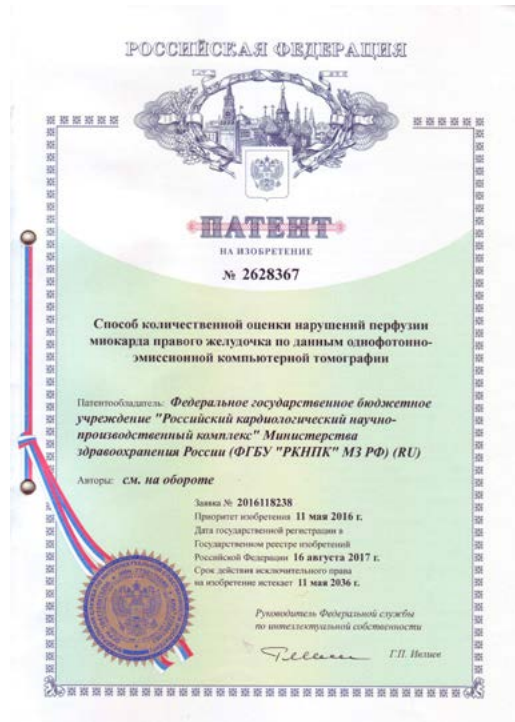 РОССИЙСКАЯ ФЕДЕРАЦИЯ
ПАТЕНТ
НА ИЗОБРЕТЕНИЕ
№ 2628367
Способ количественной оценки нарушений перфузии
миокарда правого желудочка по данным однофотонно-
эмиссионной компьютерной томографии
Патентообладатель: Федеральное государственное бюджетное
учреждение "Российский кардиологический научно-
производственный комплекс" Министерства
здравоохранения России (ФГБУ "РКНПК" МЗ РФ) (RU)
Авторы: см. на обороте
Заявка № 2016118238
Приоритет изобретения 11 мая 2016 г.
Дата государственной регистрации в
Государственном реестре изобретений
Российской Федерации 16 августа 2017 г.
Срок действия исключительного права
на изобретение истекает 11 мая 2036 г.
Руководитель Федеральной службы
по интеллектуальной собственности
Г.П. Ивлиев